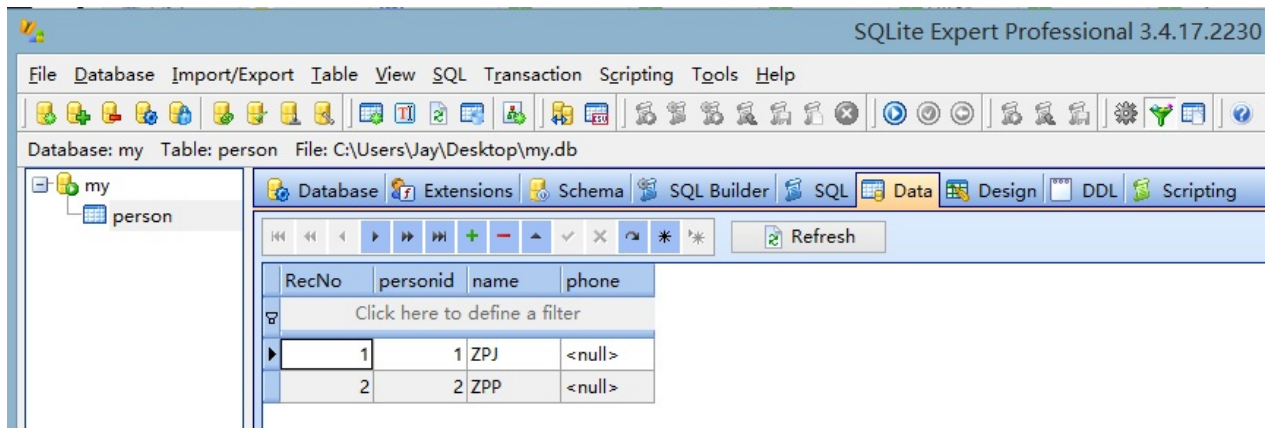 SQLite Expert Professional 3.4.17.2230
File Database Import/Export Table View SQL Transaction Scripting Tools Help
Database: my Table: person File: C:\Users\Jay\Desktop\my.db
my
person
Database Extensions Schema SQL Builder SQL Data Design DDL Scripting
Refresh
RecNo personid name phone
Click here to define a filter
1 1 ZPJ <null>
2 2 ZPP <null>